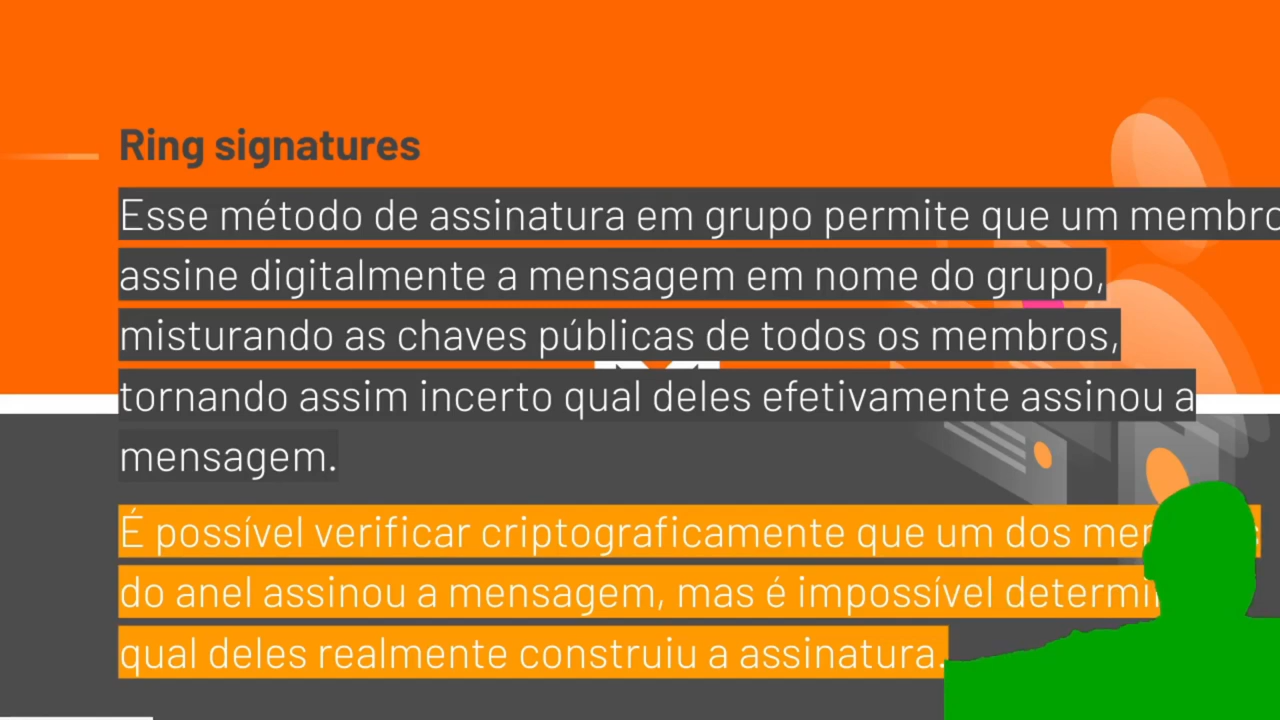 Ring signatures
Esse método de assinatura em grupo permite que um membro
assine digitalmente a mensagem em nome do grupo,
misturando as chaves públicas de todos os membros,
tornando assim incerto qual deles efetivamente assinou a
mensagem.
É possível verificar criptograficamente que um dos
do anel assinou a mensagem, mas é impossível
qual deles realmente construiu a assinatura.